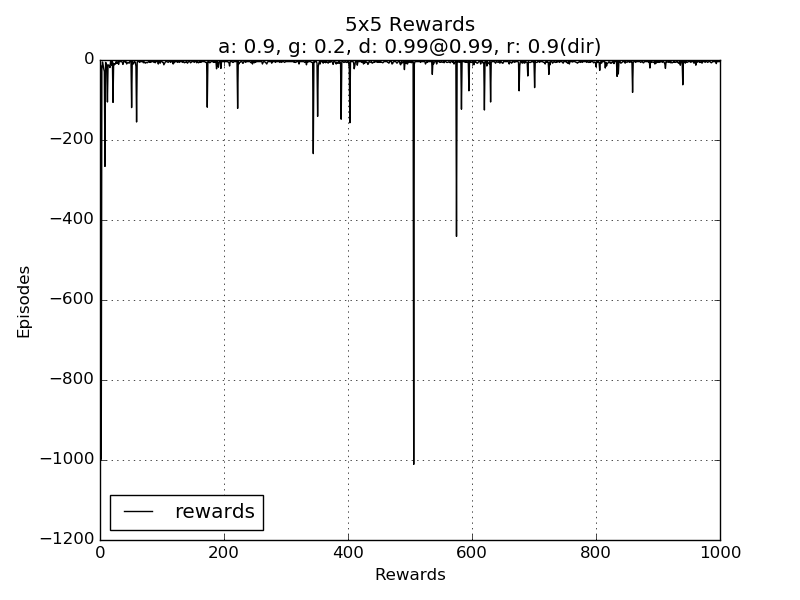 5x5 Rewards
a: 0.9, g: 0.2, d: 0.99@0.99, r: 0.9(dir)
0
−200
−400
−600
−800
−1000
−1200
Episodes
rewards
0 200 400 600 800 1000
Rewards